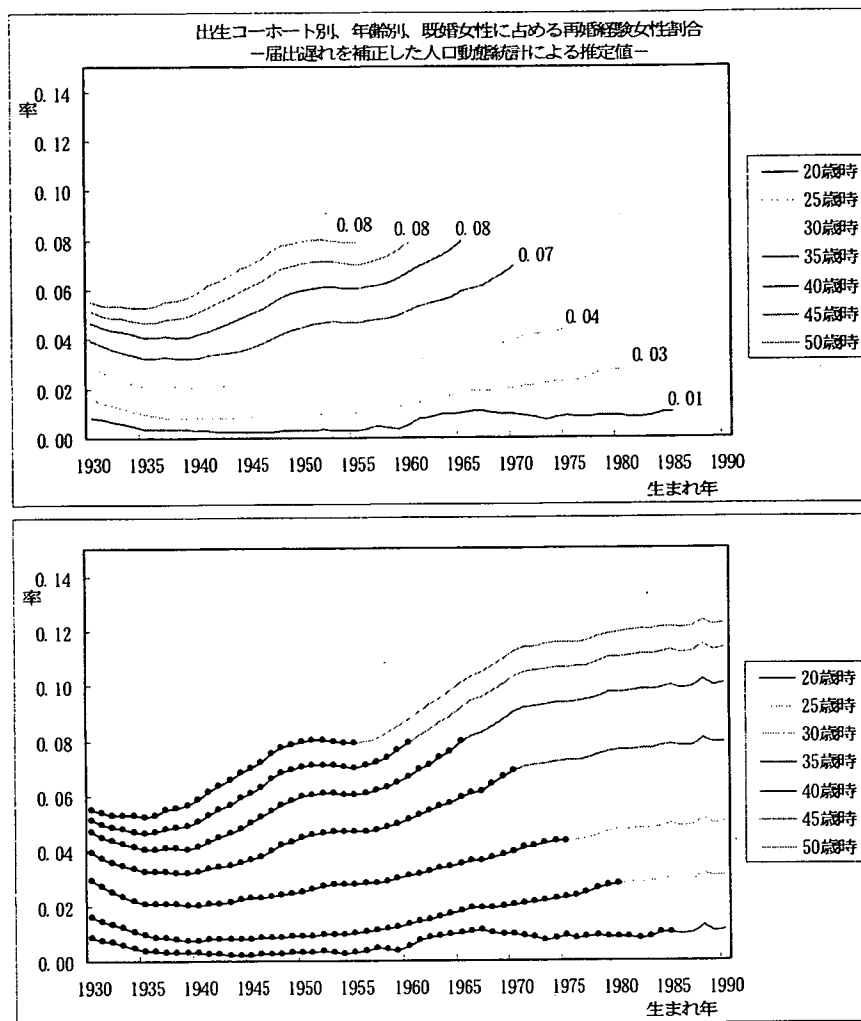 出生コーホート別、年齢別、既婚女性に占める再婚経験女性割合
－届出遅れを補正した人口動態統計による推定値－
0.14
率
0.12
0.10
0.08
0.06
0.04
0.02
0.00
0.08
0.08
0.08
0.07
0.04
0.03
0.01
1930 1935 1940 1945 1950 1955 1960 1965 1970 1975 1980 1985 1990
生まれ年
20歳時
25歳時
30歳時
35歳時
40歳時
45歳時
50歳時
0.14
率
0.12
0.10
0.08
0.06
0.04
0.02
0.00
1930 1935 1940 1945 1950 1955 1960 1965 1970 1975 1980 1985 1990
生まれ年
20歳時
25歳時
30歳時
35歳時
40歳時
45歳時
50歳時